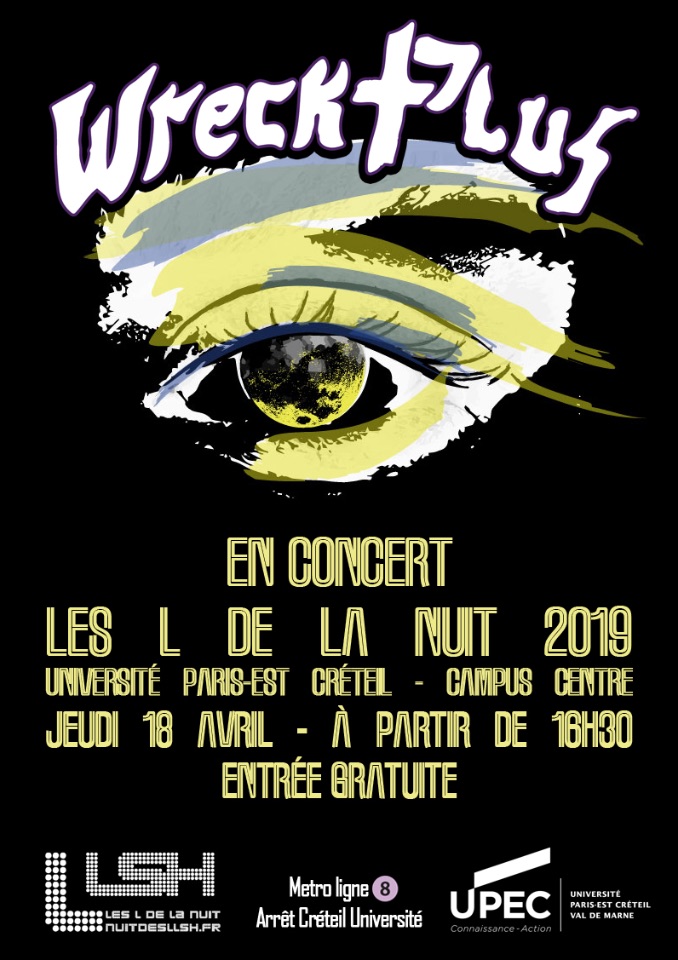 Wreck Plus
EN CONCERT
LES L DE LA NUIT 2019
UNIVERSITÉ PARIS-EST CRÉTEIL - CAMPUS CENTRE
JEUDI 18 AVRIL - À PARTIR DE 16H30
ENTRÉE GRATUITE
L LSH
LES L DE LA NUIT
NUITDESLLSH.FR
Metro ligne 8
Arrêt Créteil Université
UPEC
Connaissance - Action
UNIVERSITÉ
PARIS-EST CRÉTEIL
VAL DE MARNE